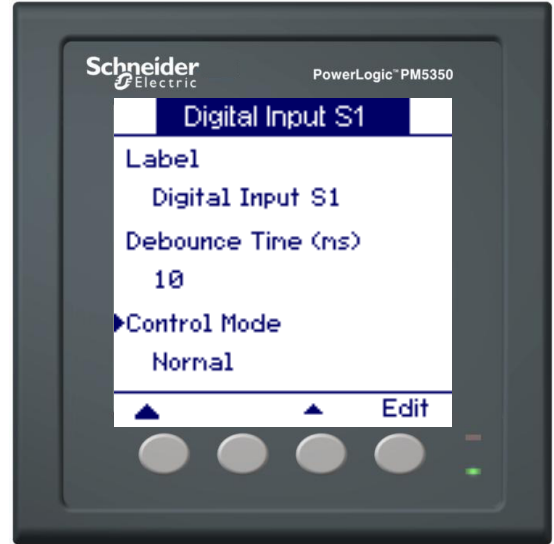 Schneider
Electric
PowerLogic™ PM5350
Digital Input S1
Label
Digital Input S1
Debounce Time (ms)
10
Control Mode
Normal
Edit